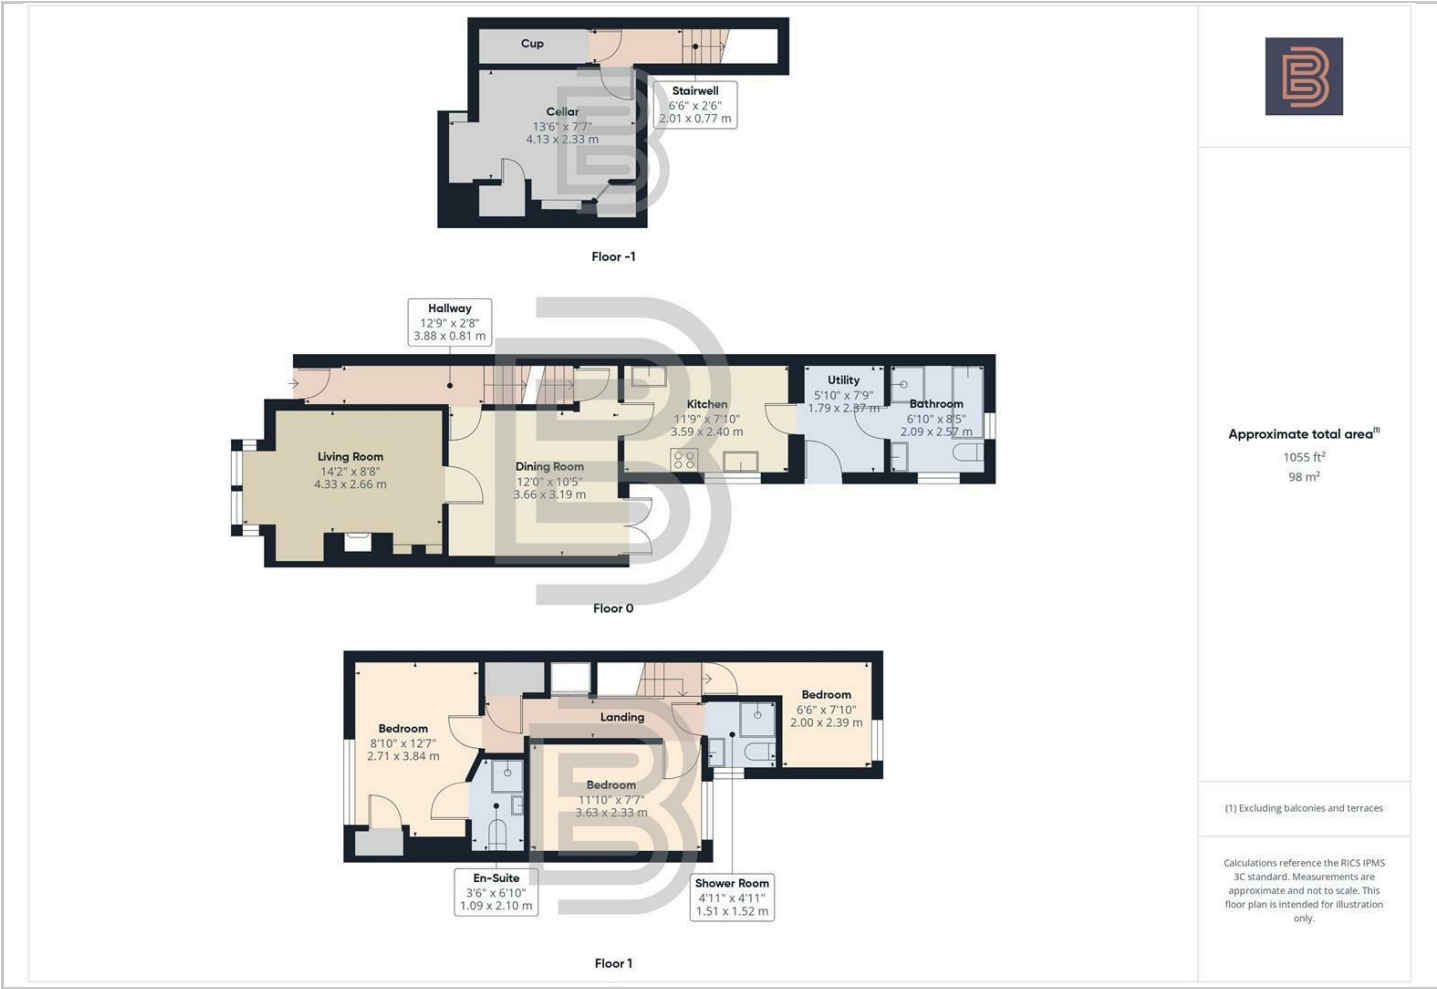 Cup
Stairwell
6'6" x 2'6"
2.01 x 0.77 m
Cellar
13'6" x 7'7"
4.13 x 2.33 m
Floor -1
Hallway
12'9" x 2'8"
3.88 x 0.81 m
Living Room
14'2" x 8'8"
4.33 x 2.66 m
Dining Room
12'0" x 10'5"
3.66 x 3.19 m
Kitchen
11'9" x 7'10"
3.59 x 2.40 m
Utility
5'10" x 7'9"
1.79 x 2.37 m
Bathroom
6'10" x 8'5"
2.09 x 2.57 m
Floor 0
Bedroom
8'10" x 12'7"
2.71 x 3.84 m
Landing
Bedroom
6'6" x 7'10"
2.00 x 2.39 m
Bedroom
11'10" x 7'7"
3.63 x 2.33 m
En-Suite
3'6" x 6'10"
1.09 x 2.10 m
Shower Room
4'11" x 4'11"
1.51 x 1.52 m
Floor 1
Approximate total area(1)
1055 ft²
98 m²
(1) Excluding balconies and terraces
Calculations reference the RICS IPMS
3C standard. Measurements are
approximate and not to scale. This
floor plan is intended for illustration
only.